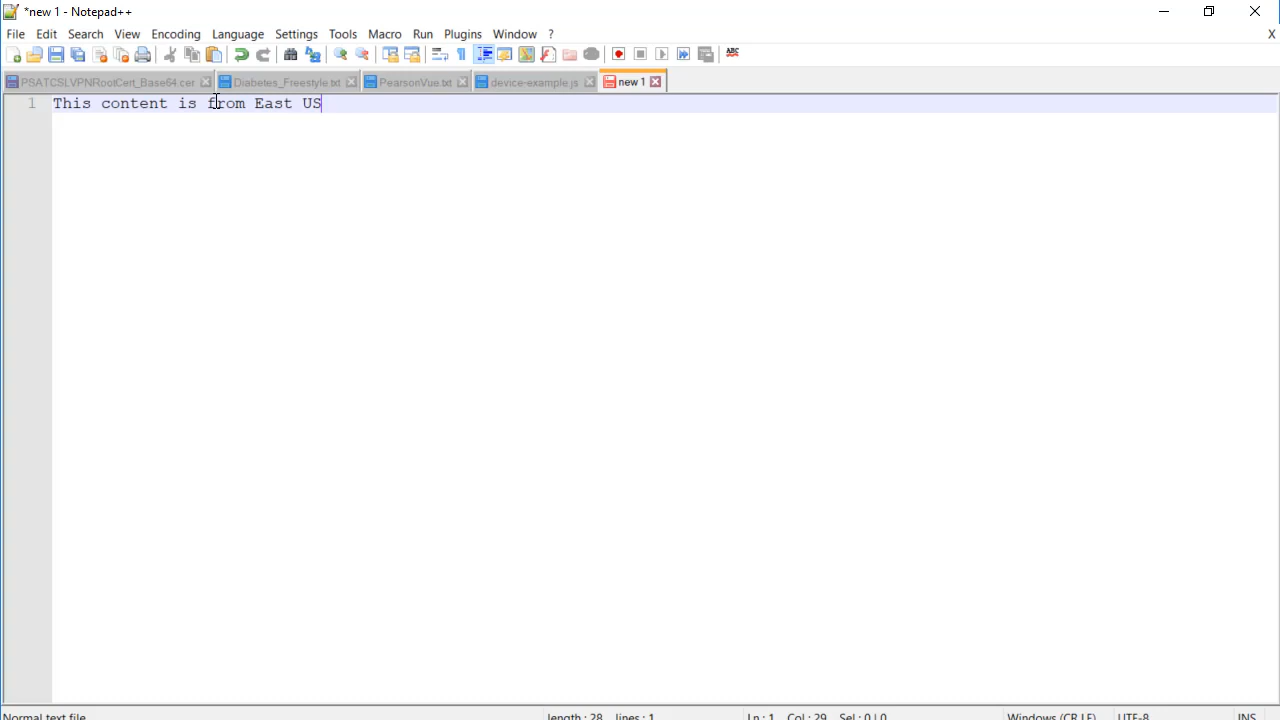 *new 1 - Notepad++
File Edit Search View Encoding Language Settings Tools Macro Run Plugins Window ? X
ABC
PSATCSLVPNRootCert_Base64.cer Diabetes_Freestyle.txt PearsonVue.txt device-example.js new 1
1 This content is from East US
Normal text file length : 28 lines : 1 Ln : 1 Col : 29 Sel : 0 | 0 Windows (CR LF) UTF-8 INS